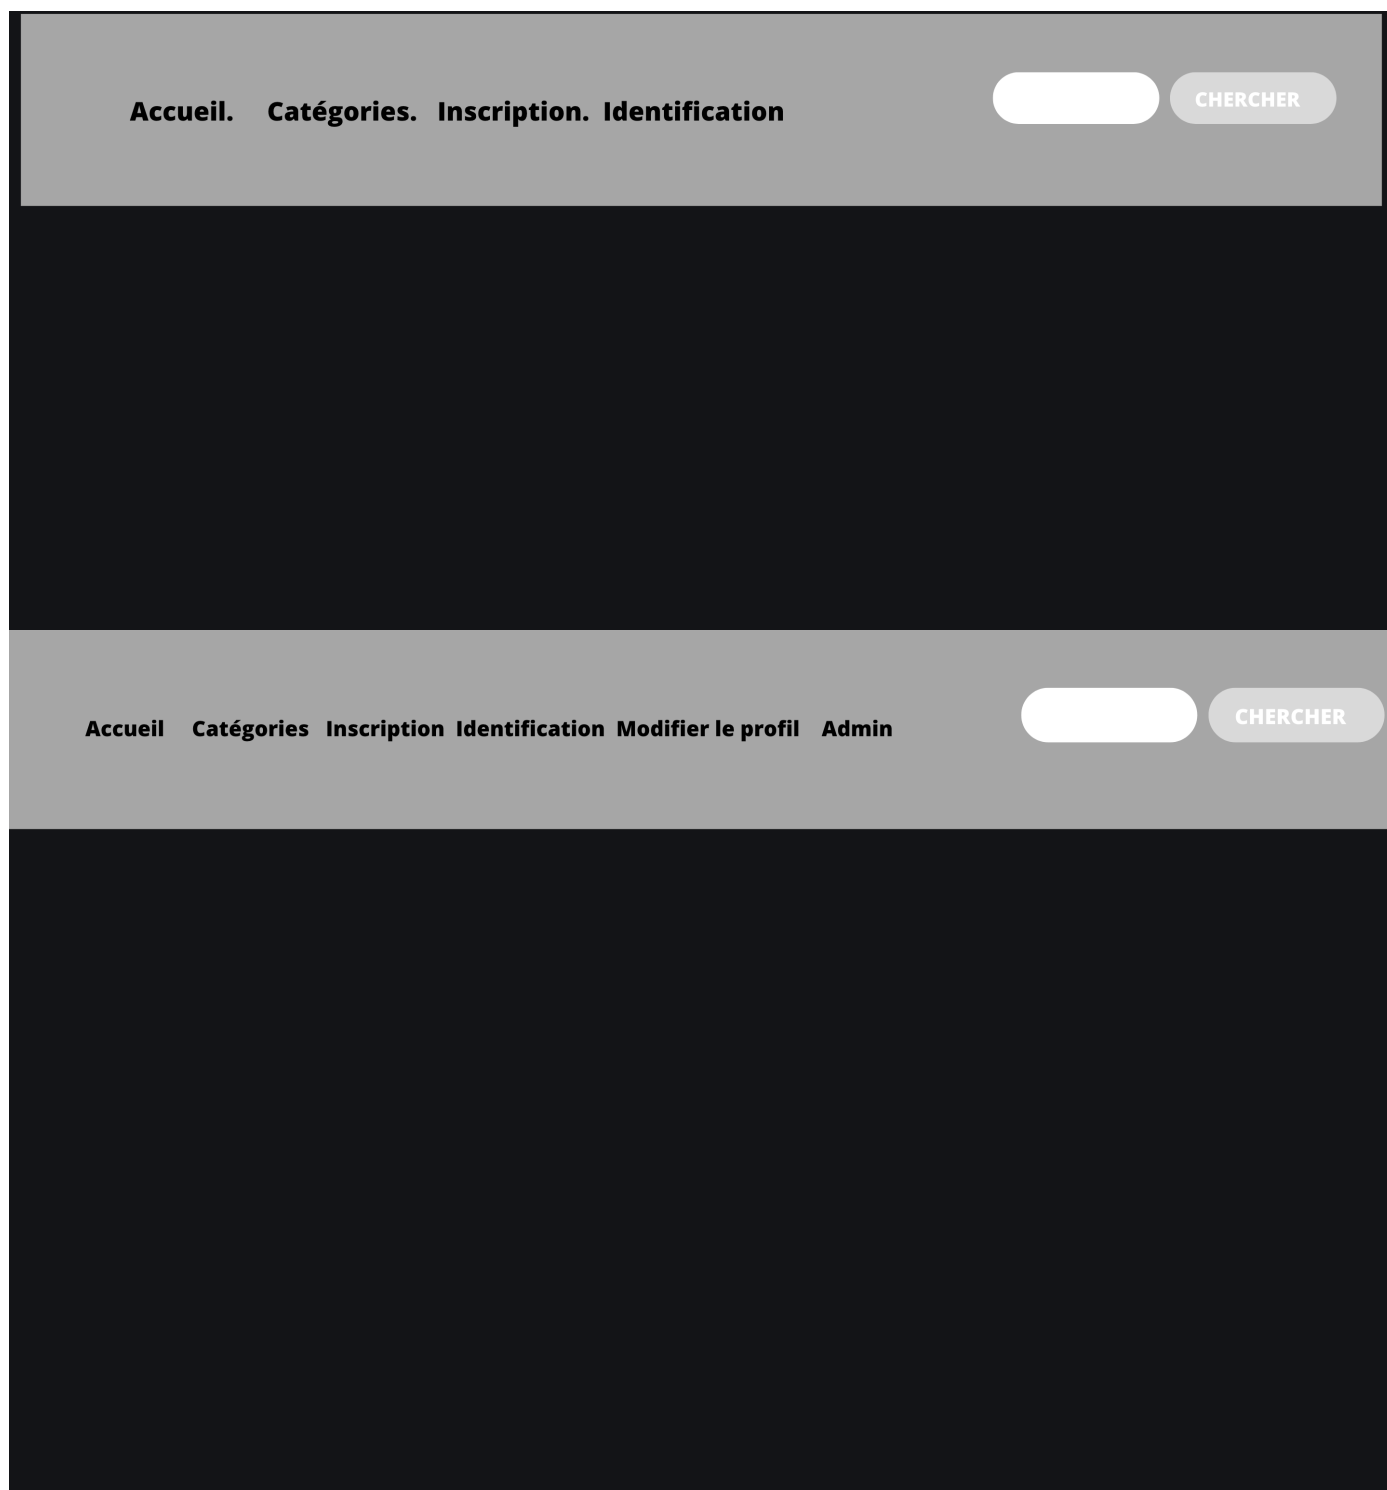 Accueil. Catégories. Inscription. Identification CHERCHER
Accueil Catégories Inscription Identification Modifier le profil Admin CHERCHER